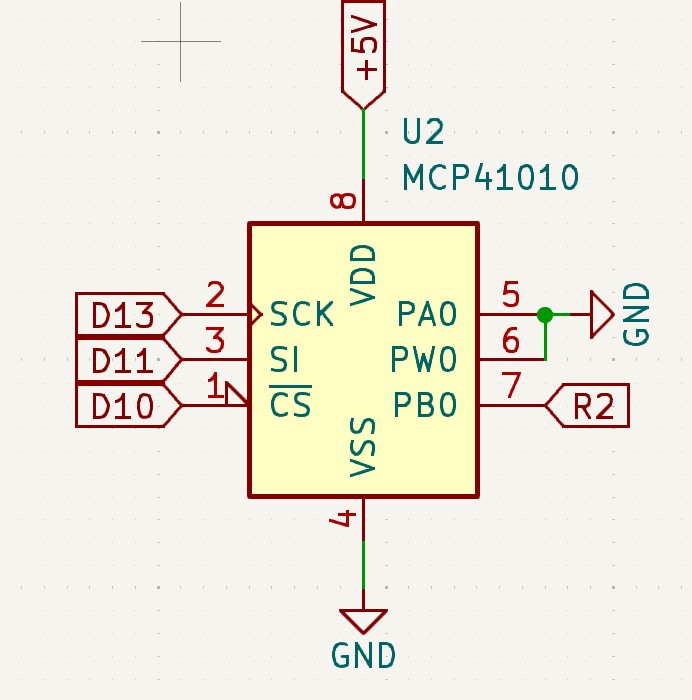 +5V
U2
MCP41010
8
VDD
D13
2
SCK
PA0
5
GND
D11
3
SI
PW0
6
D10
1
CS
PB0
7
R2
VSS
4
GND